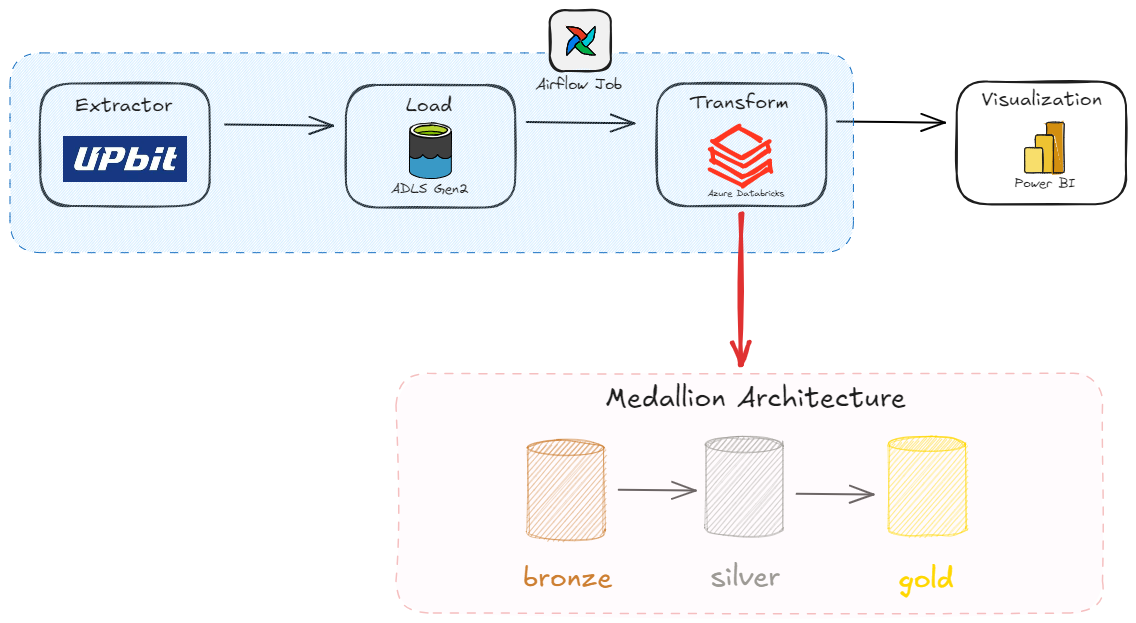 Airflow Job
Extractor
UPbit
Load
ADLS Gen2
Transform
Azure Databricks
Visualization
Power BI
Medallion Architecture
bronze
silver
gold